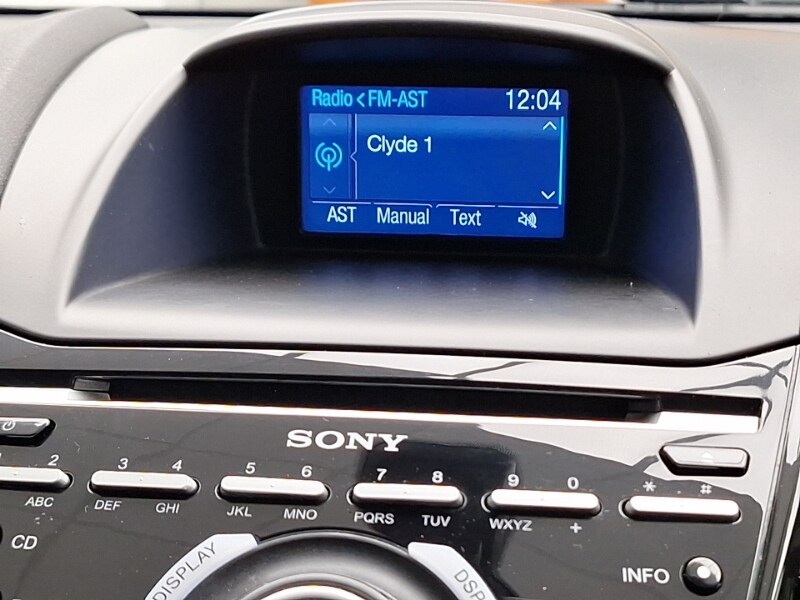 Radio < FM-AST 12:04
Clyde 1
AST Manual Text
SONY
2 3 4 5 6 7 8 9 0 * #
ABC DEF GHI JKL MNO PQRS TUV WXYZ +
CD
DISPLAY
INFO